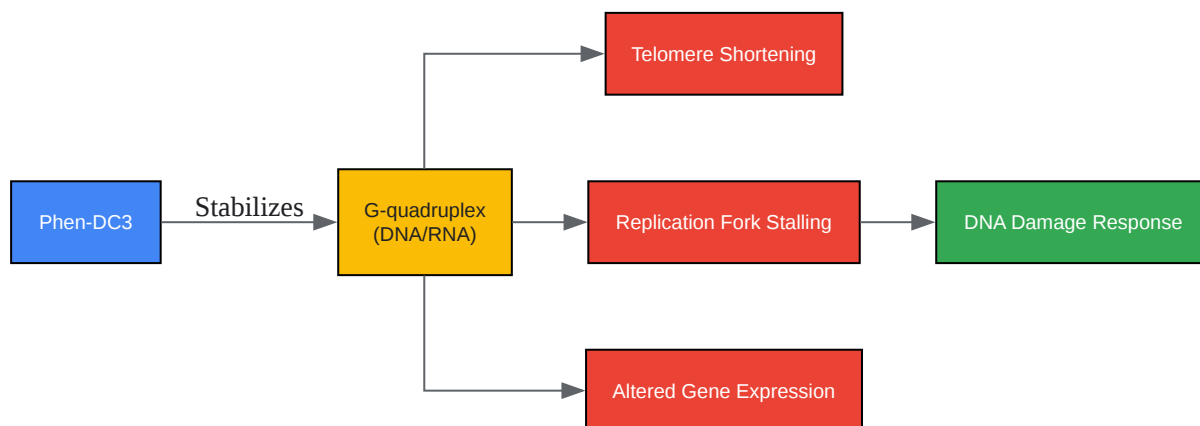 Telomere Shortening
Phen-DC3
Stabilizes
G-quadruplex
(DNA/RNA)
Replication Fork Stalling
DNA Damage Response
Altered Gene Expression